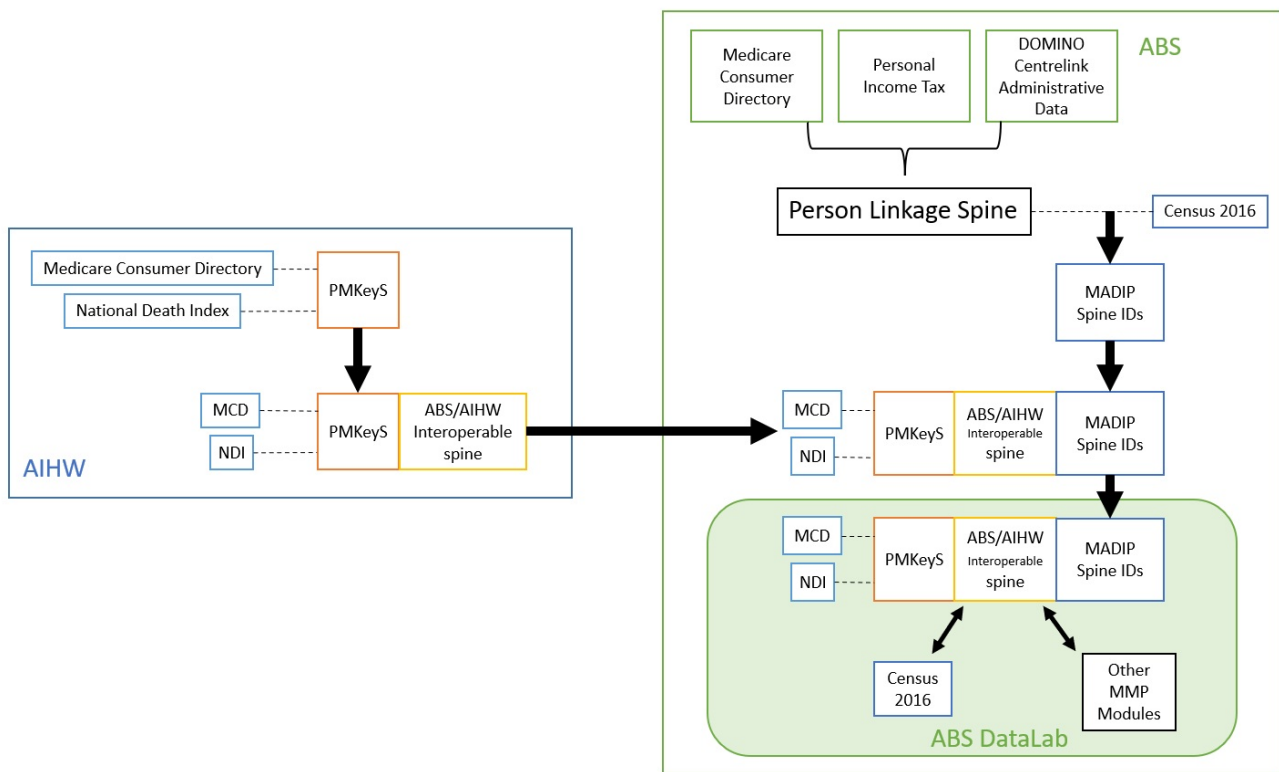 ABS
Medicare
Consumer
Directory
Personal
Income Tax
DOMINO
Centrelink
Administrative
Data
Person Linkage Spine
Census 2016
MADIP
Spine IDs
Medicare Consumer Directory
National Death Index
PMKeyS
MCD
NDI
PMKeyS
ABS/AIHW
Interoperable
spine
AIHW
MCD
NDI
PMKeyS
ABS/AIHW
Interoperable
spine
MADIP
Spine IDs
MCD
NDI
PMKeyS
ABS/AIHW
Interoperable
spine
MADIP
Spine IDs
Census
2016
Other
MMP
Modules
ABS DataLab